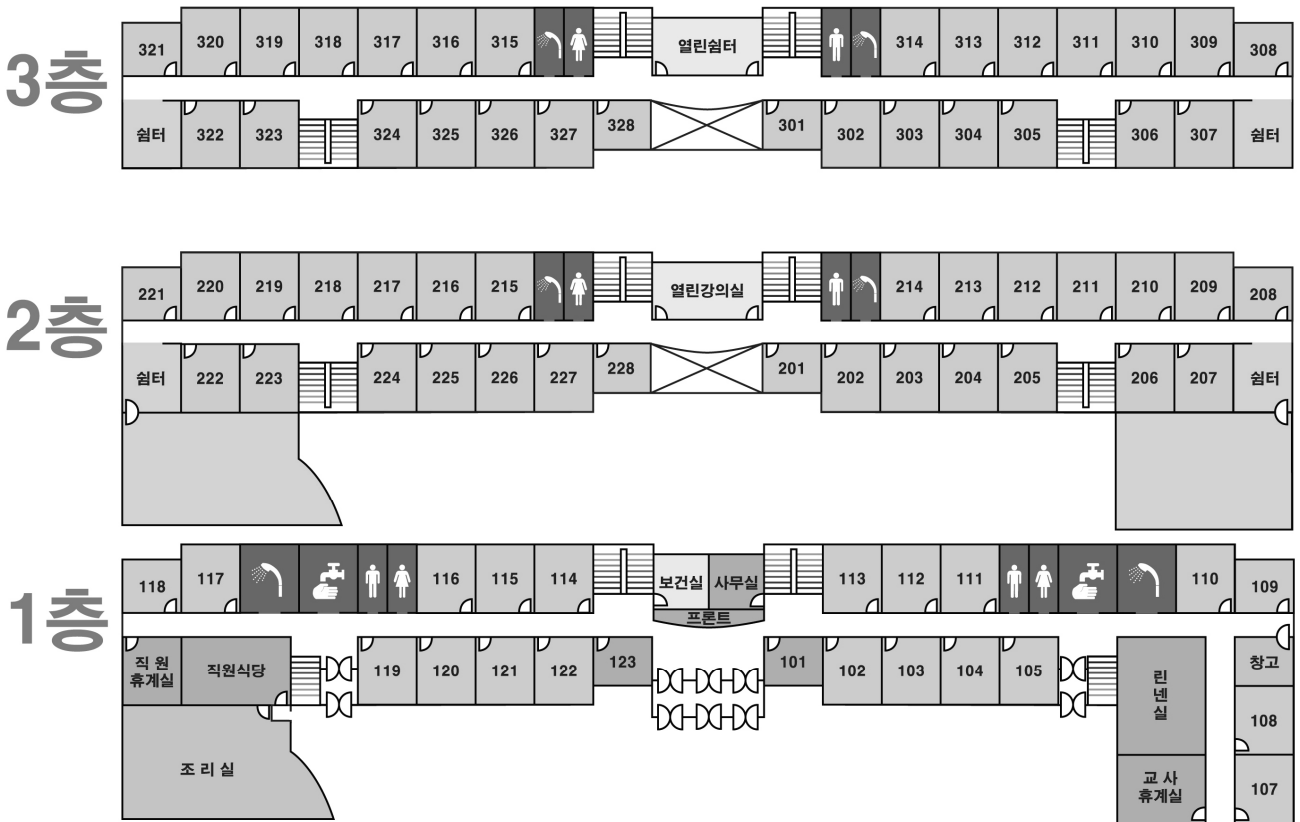 3층
321 320 319 318 317 316 315 열린쉼터 314 313 312 311 310 309 308
쉼터 322 323 324 325 326 327 328 301 302 303 304 305 306 307 쉼터
2층
221 220 219 218 217 216 215 열린강의실 214 213 212 211 210 209 208
쉼터 222 223 224 225 226 227 228 201 202 203 204 205 206 207 쉼터
1층
118 117 116 115 114 보건실 사무실 113 112 111 110 109
프론트
직 원
휴계실
직원식당 119 120 121 122 123 101 102 103 104 105
린
넨
실
창고
108
조 리 실
교 사
휴계실
107